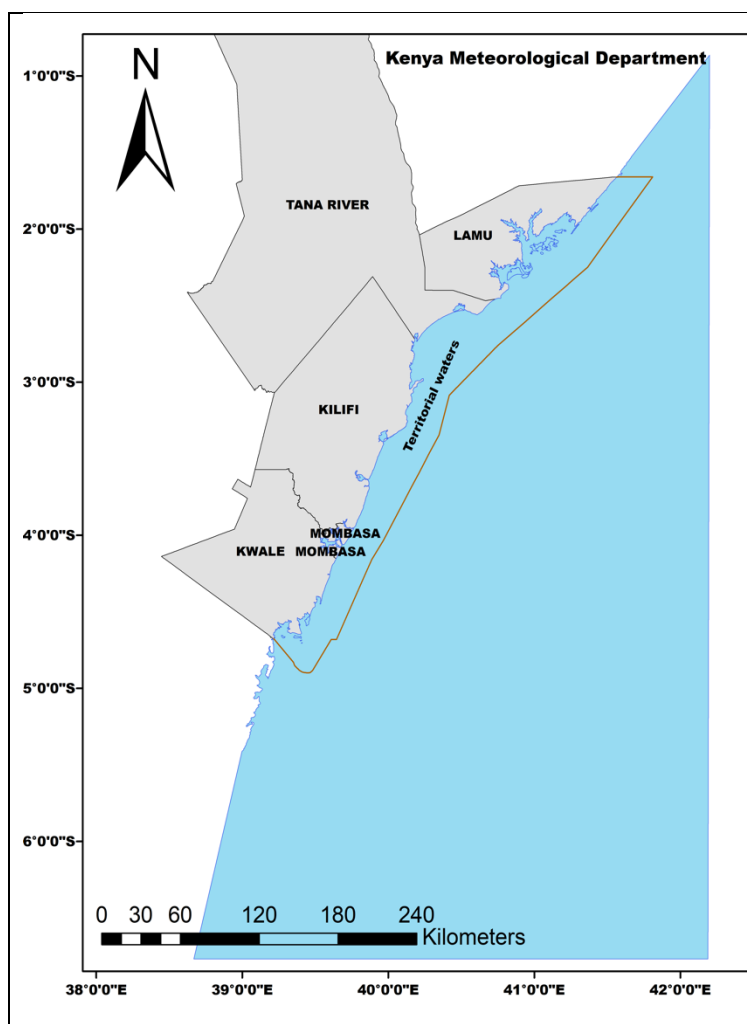 Kenya Meteorological Department
N
1°0'0"S
2°0'0"S
3°0'0"S
4°0'0"S
5°0'0"S
6°0'0"S
TANA RIVER
LAMU
Territorial waters
KILIFI
MOMBASA
KWALE MOMBASA
0 30 60 120 180 240
Kilometers
38°0'0"E 39°0'0"E 40°0'0"E 41°0'0"E 42°0'0"E